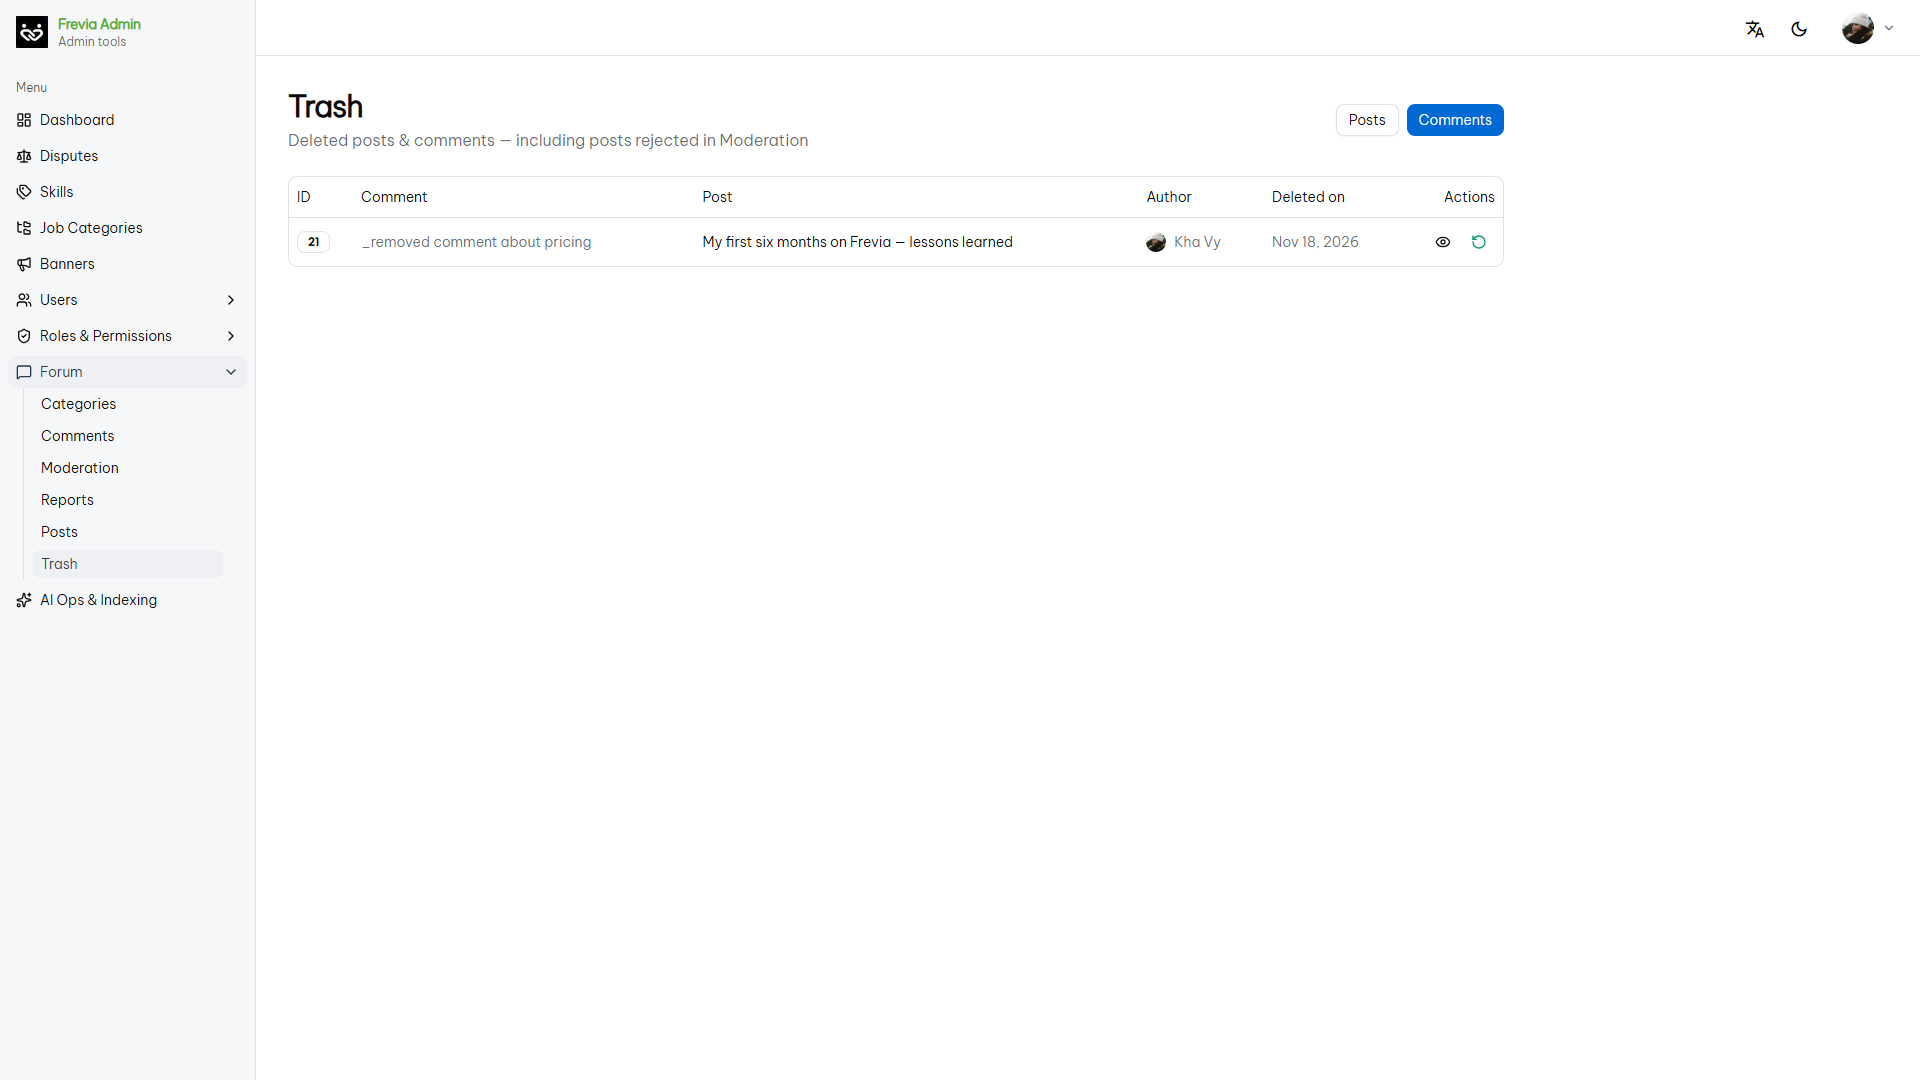 Frevia Admin
Admin tools
Menu
Dashboard
Disputes
Skills
Job Categories
Banners
Users
Roles & Permissions
Forum
Categories
Comments
Moderation
Reports
Posts
Trash
AI Ops & Indexing
Trash
Deleted posts & comments — including posts rejected in Moderation
Posts Comments
ID Comment Post Author Deleted on Actions
21 _removed comment about pricing My first six months on Frevia — lessons learned Kha Vy Nov 18, 2026